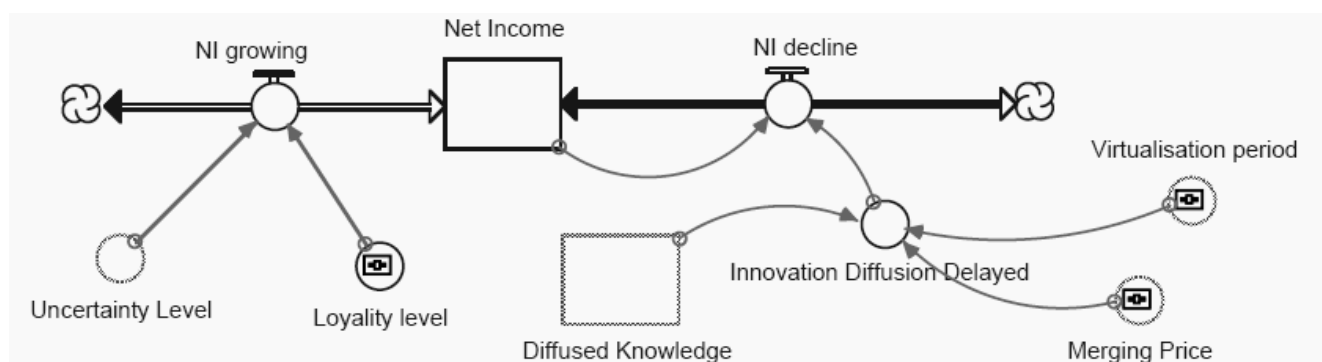 Net Income
NI growing
NI decline
Virtualisation period
Innovation Diffusion Delayed
Uncertainty Level
Loyality level
Diffused Knowledge
Merging Price